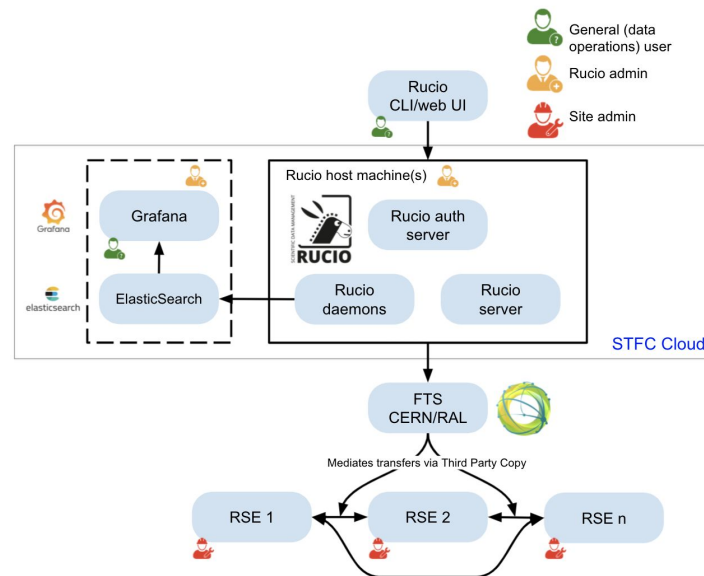 General (data
operations) user
Rucio admin
Site admin
Rucio
CLI/web UI
Rucio host machine(s)
Grafana
Grafana
SCIENTIFIC DATA MANAGEMENT
RUCIO
Rucio auth
server
elasticsearch
ElasticSearch
Rucio
daemons
Rucio
server
STFC Cloud
FTS
CERN/RAL
Mediates transfers via Third Party Copy
RSE 1
RSE 2
RSE n